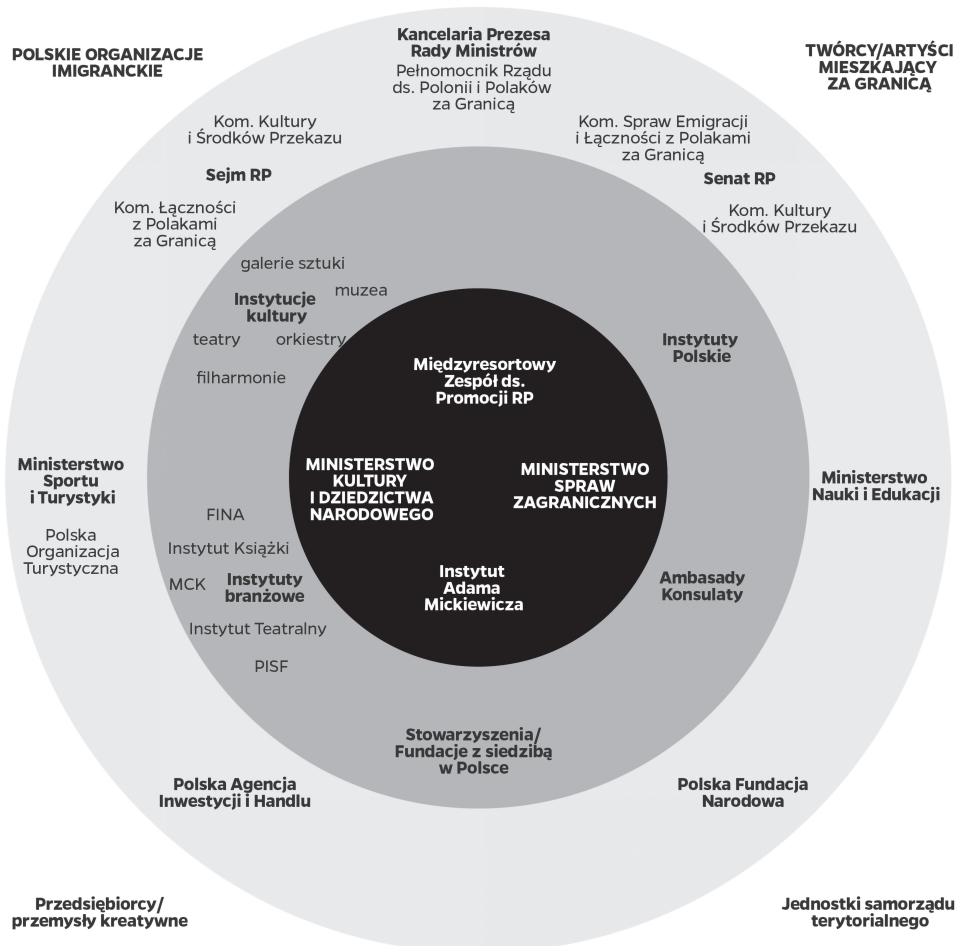 POLSKIE ORGANIZACJE
IMIGRANCKIE
Kancelaria Prezesa
Rady Ministrów
Pełnomocnik Rządu
ds. Polonii i Polaków
za Granicą
TWÓRCY/ARTYŚCI
MIESZKAJĄCY
ZA GRANICĄ
Kom. Kultury
i Środków Przekazu
Sejm RP
Kom. Łączności
z Polakami
za Granicą
Kom. Spraw Emigracji
i Łączności z Polakami
za Granicą
Senat RP
Kom. Kultury
i Środków Przekazu
galerie sztuki
muzea
Instytucje
kultury
teatry
orkiestry
filharmonie
Międzyresortowy
Zespół ds.
Promocji RP
Instytuty
Polskie
Ministerstwo
Sportu
i Turystyki
Polska
Organizacja
Turystyczna
MINISTERSTWO
KULTURY
I DZIEDZICTWA
NARODOWEGO
MINISTERSTWO
SPRAW
ZAGRANICZNYCH
Ministerstwo
Nauki i Edukacji
FINA
Instytut Książki
MCK
Instytuty
branżowe
Instytut Teatralny
PISF
Instytut
Adama
Mickiewicza
Ambasady
Konsulaty
Stowarzyszenia/
Fundacje z siedzibą
w Polsce
Polska Agencja
Inwestycji i Handlu
Polska Fundacja
Narodowa
Przedsiębiorcy/
przemysły kreatywne
Jednostki samorządu
terytorialnego